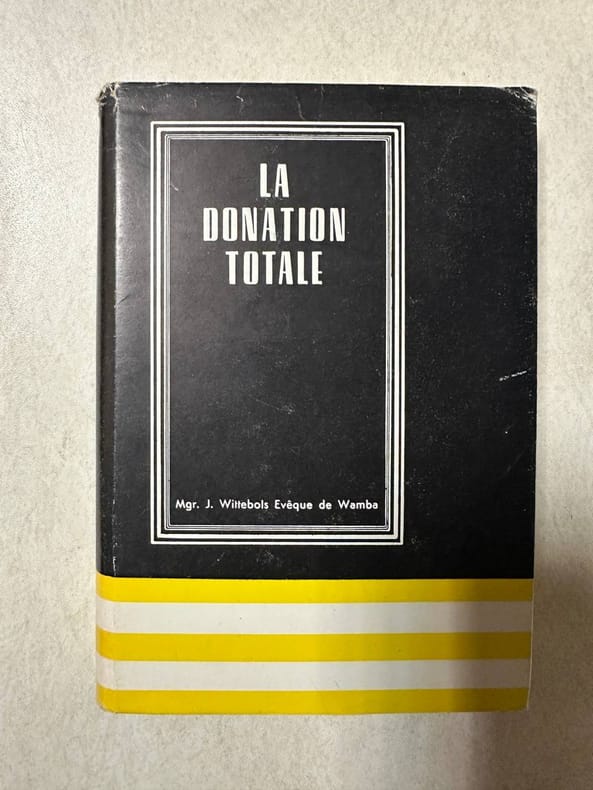 LA
DONATION
TOTALE
Mgr. J. Wittebols Evêque de Wamba